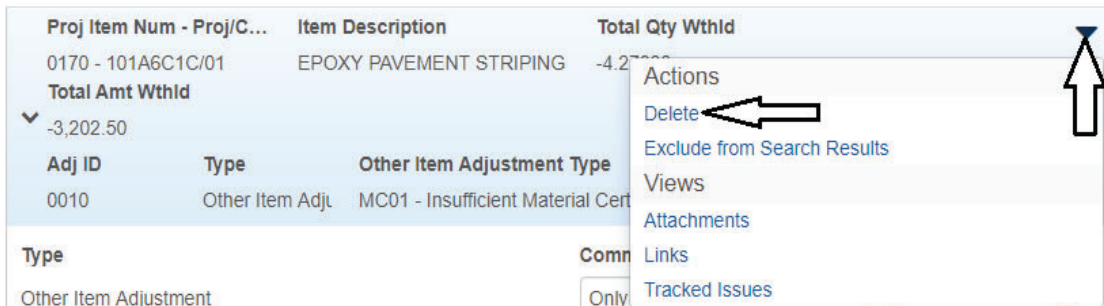 Proj Item Num - Proj/C... Item Description Total Qty Wthld
0170 - 101A6C1C/01 EPOXY PAVEMENT STRIPING
Total Amt Wthld
-3,202.50
Adj ID Type Other Item Adjustment Type
0010 Other Item Adju MC01 - Insufficient Material Cert
Type
Other Item Adjustment Only
Actions
Delete
Exclude from Search Results
Views
Attachments
Links
Tracked Issues